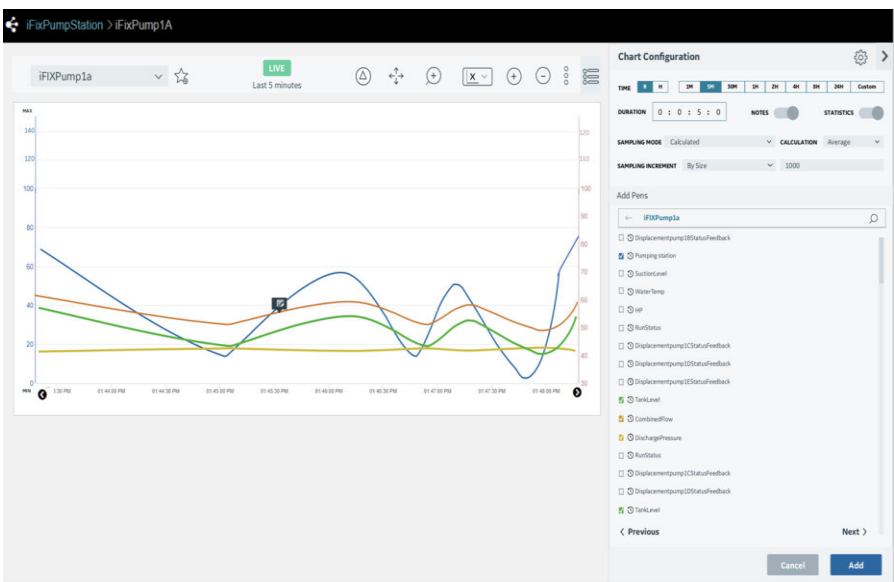 iFixPumpStation > iFixPump1A
iFIXPump1a
LIVE
Last 5 minutes
X
MAX
140
120
100
80
60
40
20
0
MIN
120
110
100
90
80
70
60
50
40
30
1:30 PM
01:44:00 PM
01:44:30 PM
01:45:00 PM
01:45:30 PM
01:46:00 PM
01:46:30 PM
01:47:00 PM
01:47:30 PM
01:48:00 PM
Chart Configuration
TIME R H 1M 5M 30M 1H 2H 4H 8H 24H Custom
DURATION 0 : 0 : 5 : 0 NOTES STATISTICS
SAMPLING MODE Calculated CALCULATION Average
SAMPLING INCREMENT By Size 1000
Add Pens
iFIXPump1a
Displacementpump1BStatusFeedback
Pumping station
SuctionLevel
WaterTemp
HP
RunStatus
Displacementpump1CStatusFeedback
Displacementpump1DStatusFeedback
Displacementpump1EStatusFeedback
TankLevel
CombinedFlow
DischargePressure
RunStatus
Displacementpump1CStatusFeedback
Displacementpump1DStatusFeedback
TankLevel
Previous Next
Cancel Add